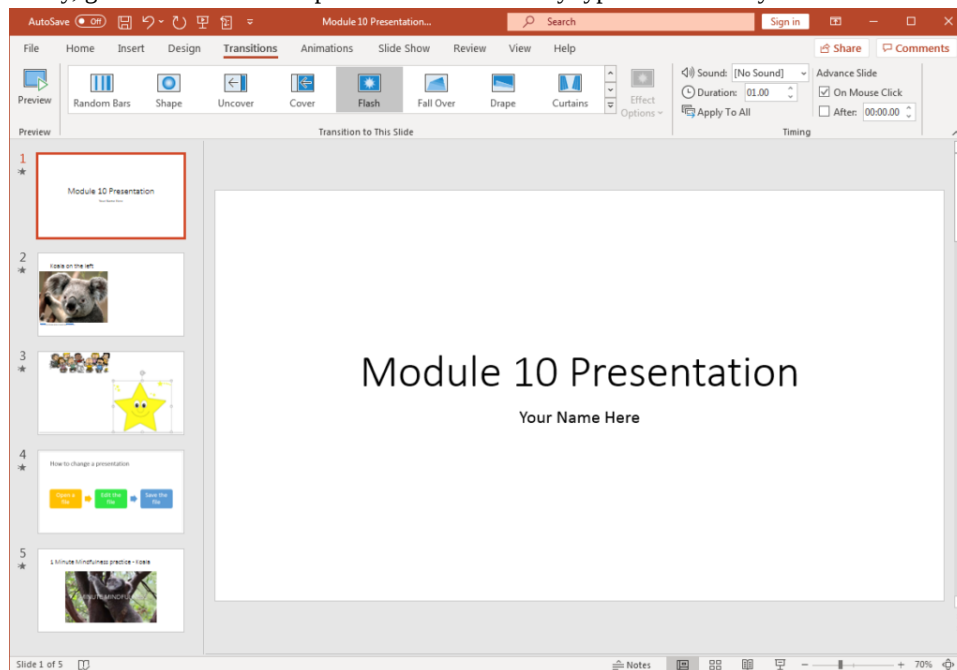 AutoSave Off Module 10 Presentation... Search Sign in
File Home Insert Design Transitions Animations Slide Show Review View Help Share Comments
Preview
Random Bars Shape Uncover Cover Flash Fall Over Drape Curtains
Effect
Options
Sound: [No Sound]
Duration: 01.00
Apply To All
Advance Slide
On Mouse Click
After: 00:00.00
Preview Transition to This Slide Timing
1
Module 10 Presentation
Your Name Here
2
Koala on the left
3
4
How to change a presentation
Open a
file
Edit the
file
Save the
file
5
1 Minute Mindfulness practice - Koala
Module 10 Presentation
Your Name Here
Slide 1 of 5 Notes 70%